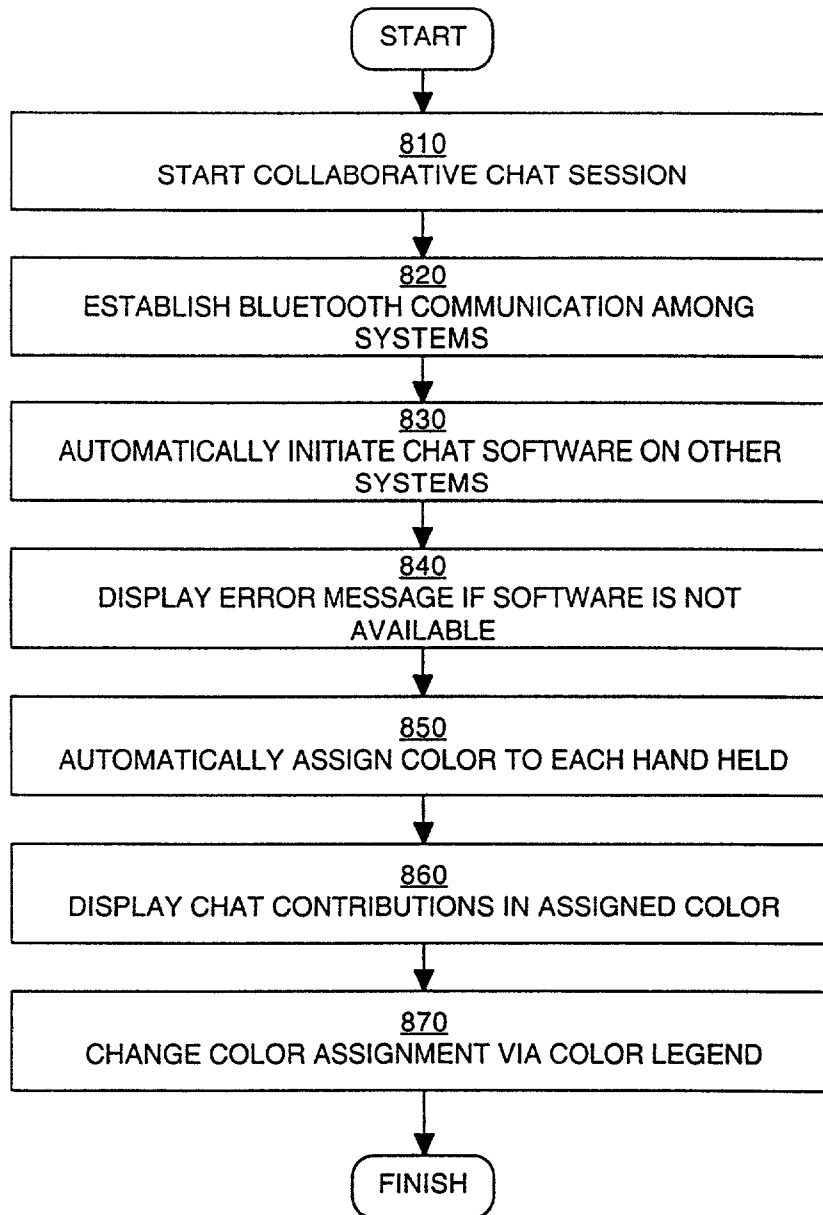 START
810
START COLLABORATIVE CHAT SESSION
820
ESTABLISH BLUETOOTH COMMUNICATION AMONG
SYSTEMS
830
AUTOMATICALLY INITIATE CHAT SOFTWARE ON OTHER
SYSTEMS
840
DISPLAY ERROR MESSAGE IF SOFTWARE IS NOT
AVAILABLE
850
AUTOMATICALLY ASSIGN COLOR TO EACH HAND HELD
860
DISPLAY CHAT CONTRIBUTIONS IN ASSIGNED COLOR
870
CHANGE COLOR ASSIGNMENT VIA COLOR LEGEND
FINISH